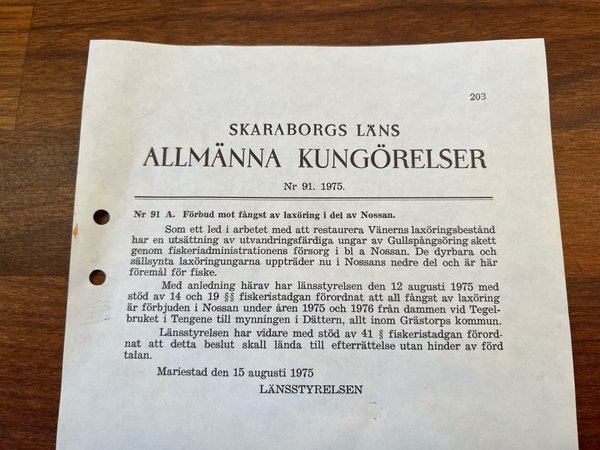 203
SKARABORGS LÄNS
ALLMÄNNA KUNGÖRELSER
Nr 91. 1975.
Nr 91 A. Förbud mot fångst av laxöring i del av Nossan.
Som ett led i arbetet med att restaurera Vänerns laxöringsbestånd
har en utsättning av utvandringsfärdiga ungar av Gullspångsöring skett
genom fiskeriadministrationens försorg i bl a Nossan. De dyrbara och
sällsynta laxöringungarna uppträder nu i Nossans nedre del och är här
föremål för fiske.
Med anledning härav har länsstyrelsen den 12 augusti 1975 med
stöd av 14 och 19 §§ fiskeristadgan förordnat att all fångst av laxöring
är förbjuden i Nossan under åren 1975 och 1976 från dammen vid Tegel-
bruket i Tengene till mynningen i Dättern, allt inom Grästorps kommun.
Länsstyrelsen har vidare med stöd av 41 § fiskeristadgan förord-
nat att detta beslut skall lända till efterrättelse utan hinder av förd
talan.
Mariestad den 15 augusti 1975
LÄNSSTYRELSEN